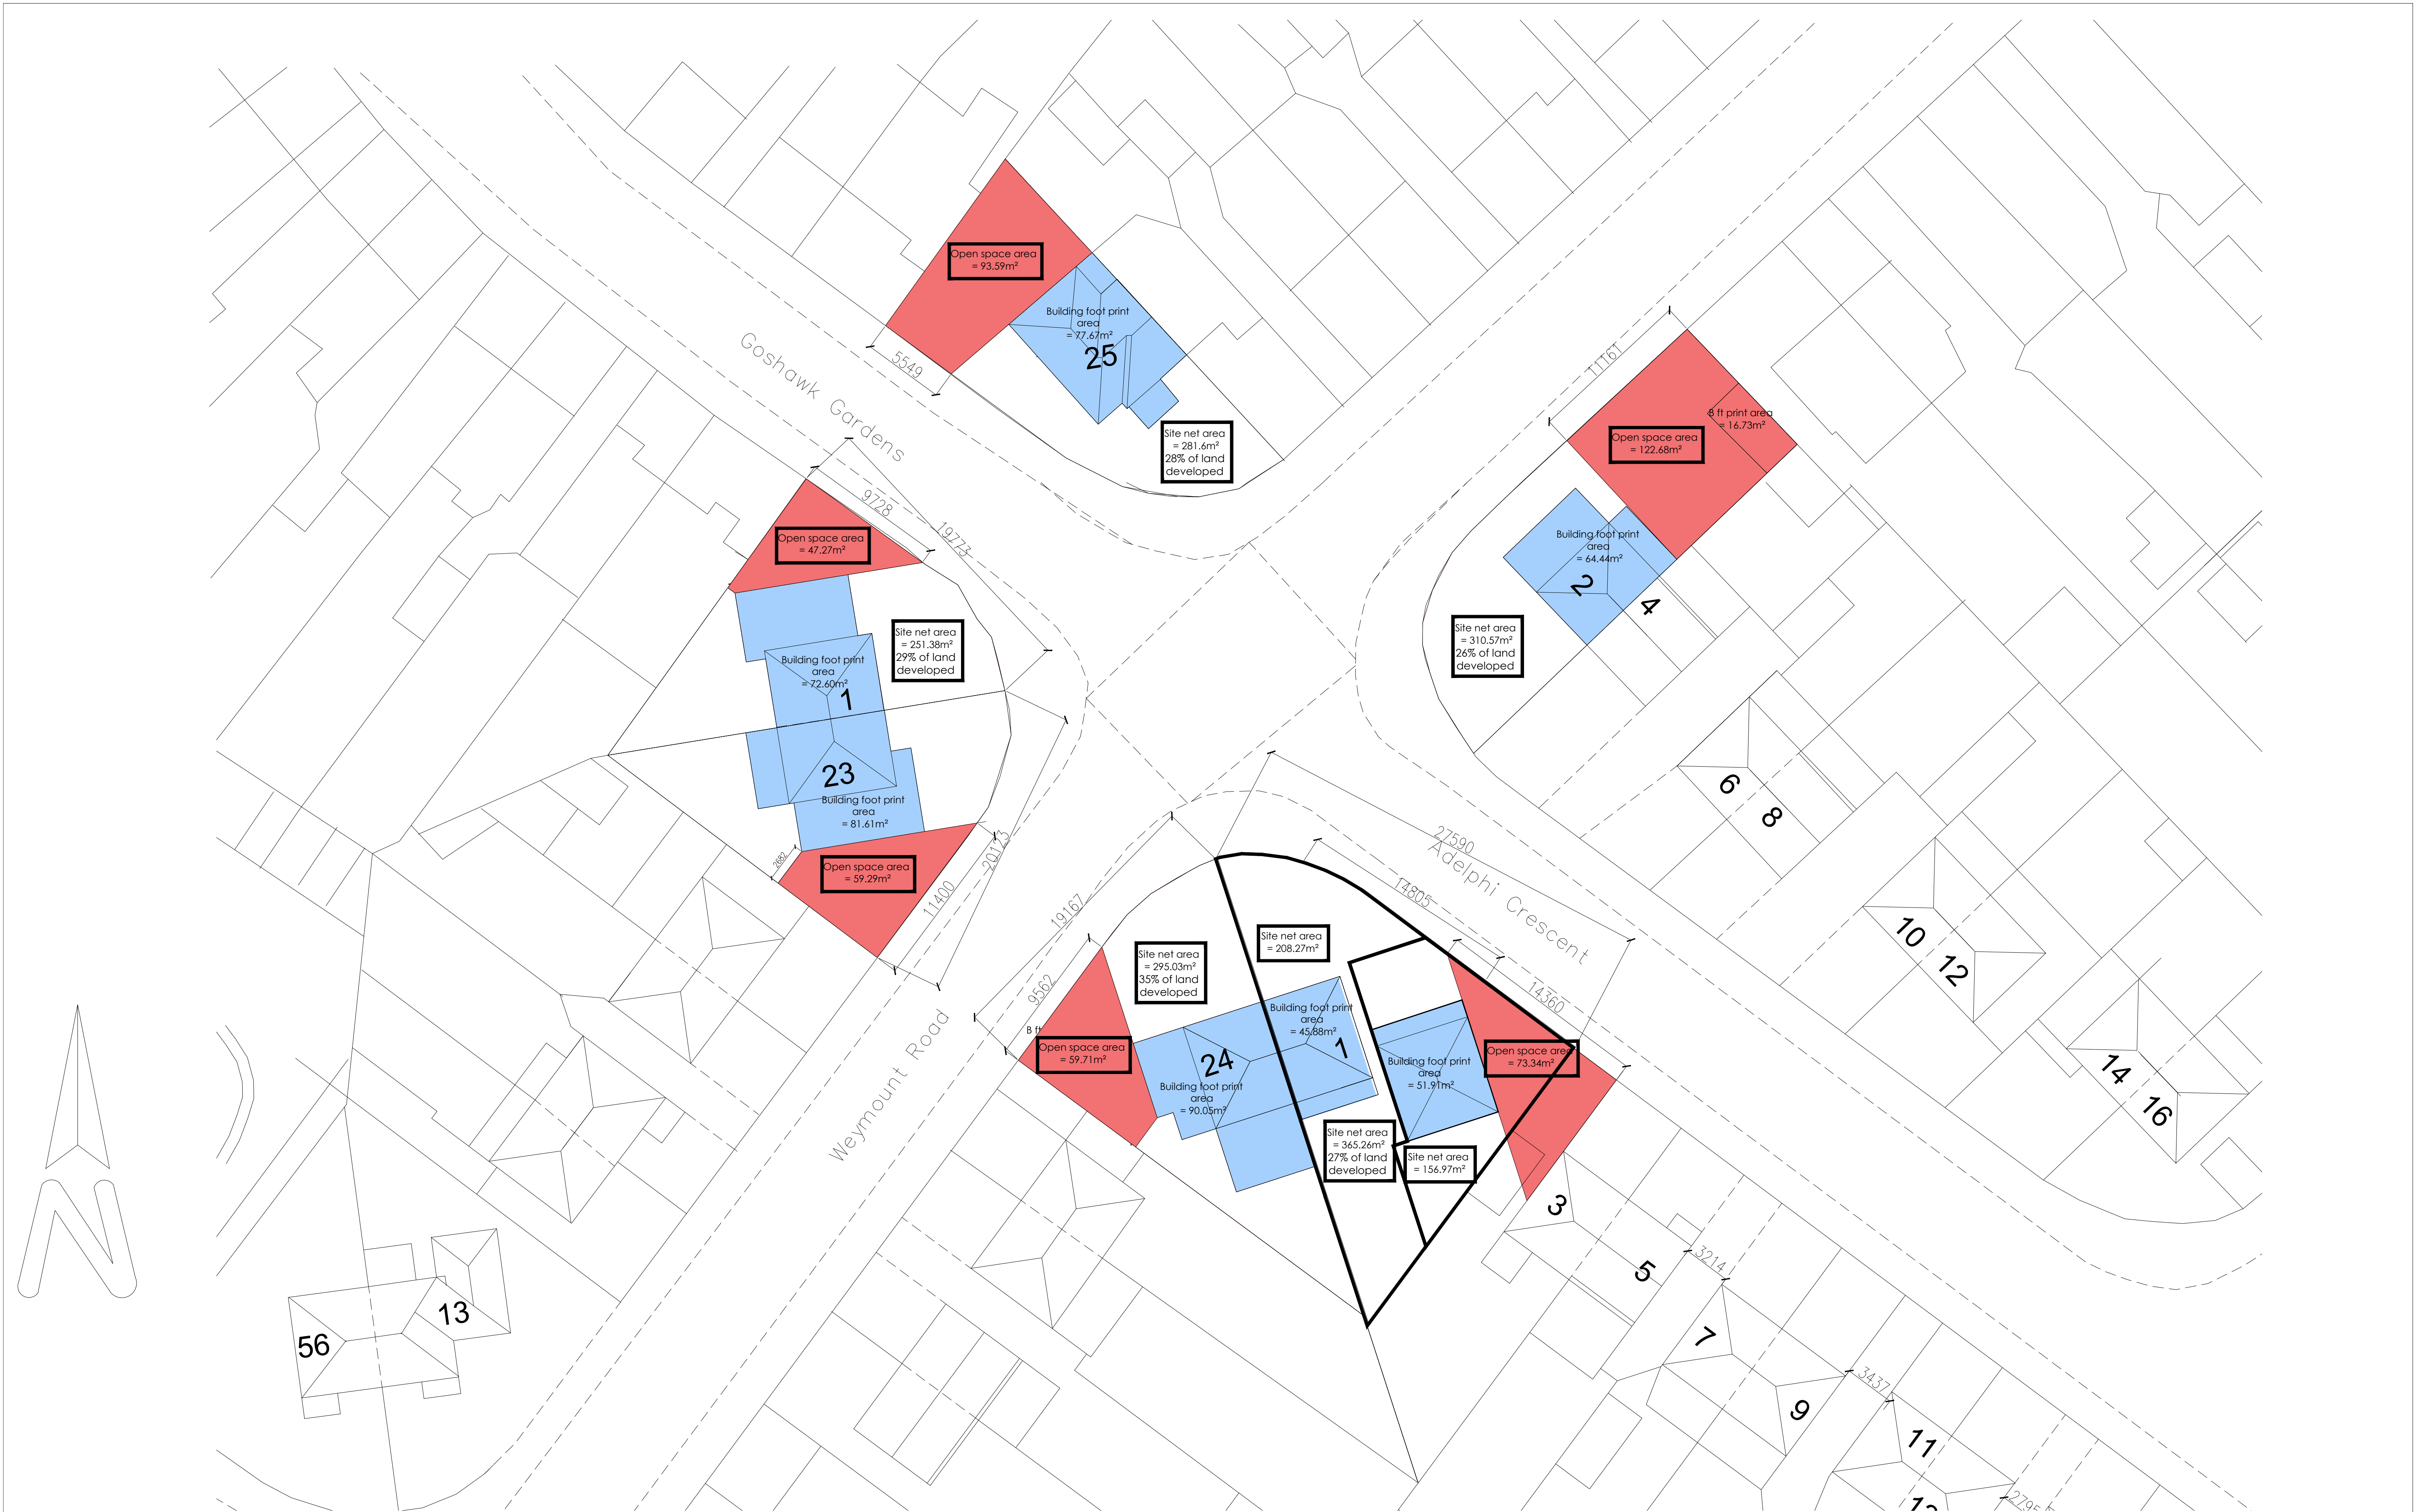 Open space area
= 93.59m²
Building foot print
area
= 77.67m²
25
5549
Goshawk Gardens
Site net area
= 281.6m²
28% of land
developed
11161
B ft print area
= 16.73m²
Open space area
= 122.68m²
Building foot print
area
= 64.44m²
2
4
Site net area
= 310.57m²
26% of land
developed
9728
19773
Open space area
= 47.27m²
Site net area
= 251.38m²
29% of land
developed
Building foot print
area
= 72.60m²
1
23
Building foot print
area
= 81.61m²
2682
Open space area
= 59.29m²
11400
20123
6
8
10
12
14
16
27590
Adelphi Crescent
14805
14360
19167
9562
Site net area
= 208.27m²
Site net area
= 295.03m²
35% of land
developed
B ft
Open space area
= 59.71m²
24
Building foot print
area
= 90.05m²
Building foot print
area
= 45.88m²
1
Building foot print
area
= 51.91m²
Open space area
= 73.34m²
Site net area
= 365.26m²
27% of land
developed
Site net area
= 156.97m²
Weymount Road
3
5
3214
7
9
3437
11
2795
13
56
N